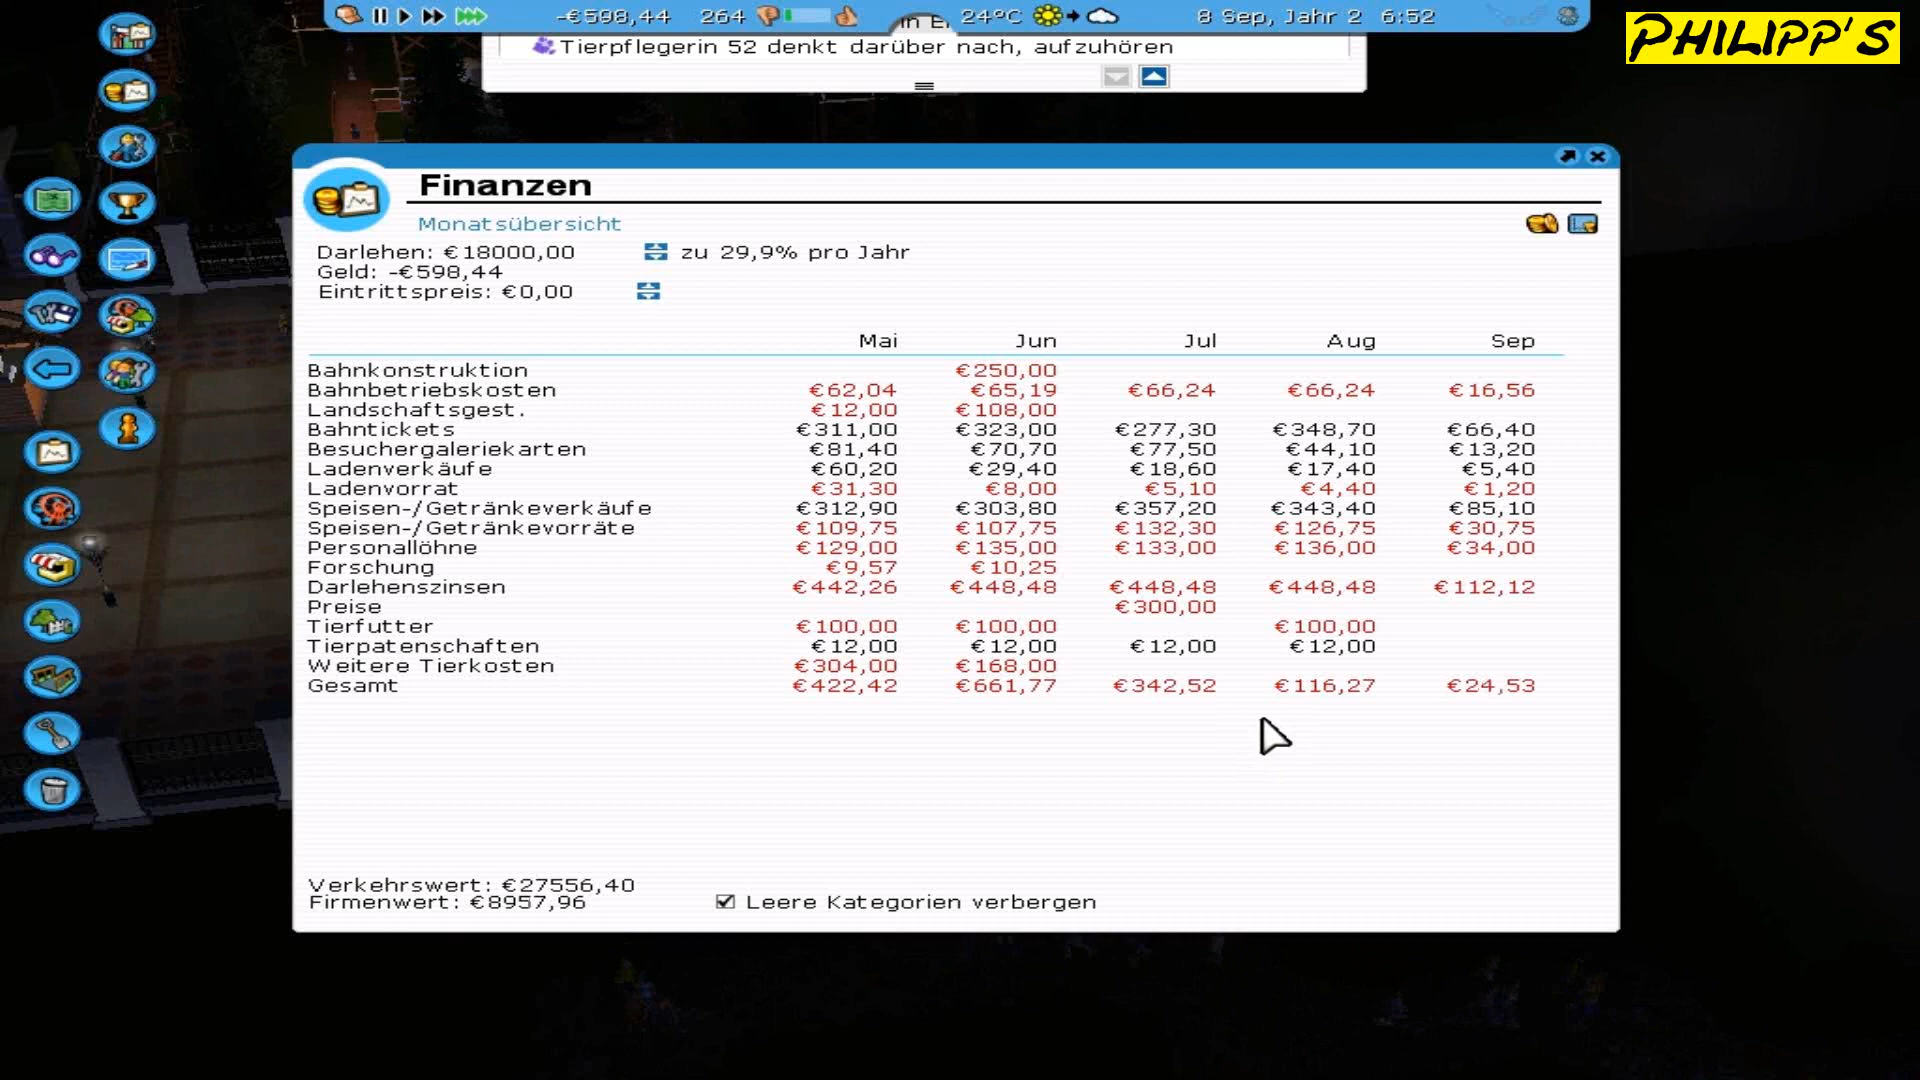 -€598,44 264 24°C 8 Sep, Jahr 2 6:52
Tierpflegerin 52 denkt darüber nach, aufzuhören
PHILIPP'S
Finanzen
Monatsübersicht
Darlehen: €18000,00 zu 29,9% pro Jahr
Geld: -€598,44
Eintrittspreis: €0,00
Mai Jun Jul Aug Sep
Bahnkonstruktion €250,00
Bahnbetriebskosten €62,04 €65,19 €66,24 €66,24 €16,56
Landschaftsgest. €12,00 €108,00
Bahntickets €311,00 €323,00 €277,30 €348,70 €66,40
Besuchergaleriekarten €81,40 €70,70 €77,50 €44,10 €13,20
Ladenverkäufe €60,20 €29,40 €18,60 €17,40 €5,40
Ladenvorrat €31,30 €8,00 €5,10 €4,40 €1,20
Speisen-/Getränkeverkäufe €312,90 €303,80 €357,20 €343,40 €85,10
Speisen-/Getränkevorräte €109,75 €107,75 €132,30 €126,75 €30,75
Personallöhne €129,00 €135,00 €133,00 €136,00 €34,00
Forschung €9,57 €10,25
Darlehenszinsen €442,26 €448,48 €448,48 €448,48 €112,12
Preise €300,00
Tierfutter €100,00 €100,00 €100,00
Tierpatenschaften €12,00 €12,00 €12,00 €12,00
Weitere Tierkosten €304,00 €168,00
Gesamt €422,42 €661,77 €342,52 €116,27 €24,53
Verkehrswert: €27556,40
Firmenwert: €8957,96
Leere Kategorien verbergen